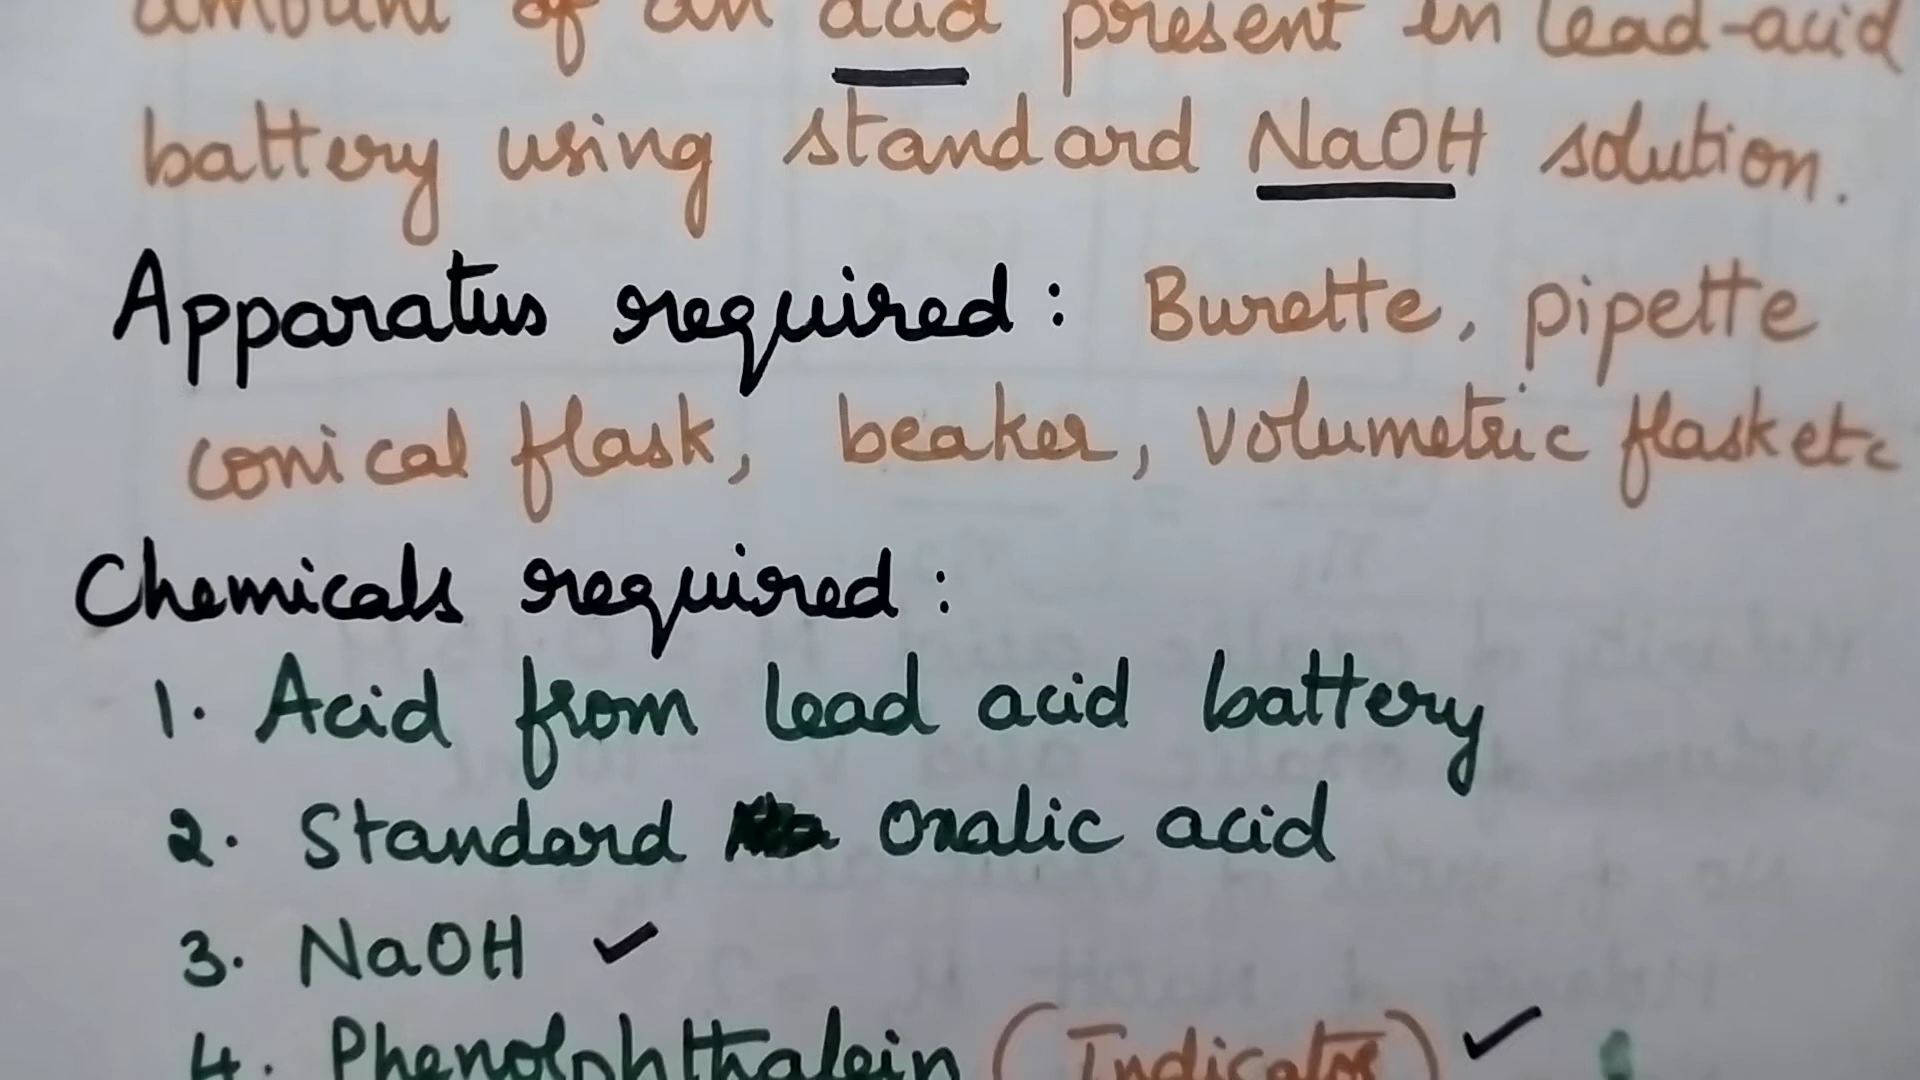 amount of an acid present in lead-acid
battery using standard NaOH solution.
Apparatus required: Burette, pipette
conical flask, beaker, volumetric flask etc
Chemicals required:
1. Acid from lead acid battery
2. Standard Oxalic acid
3. NaOH ✓
4. Phenolphthalein (Indicator) ✓